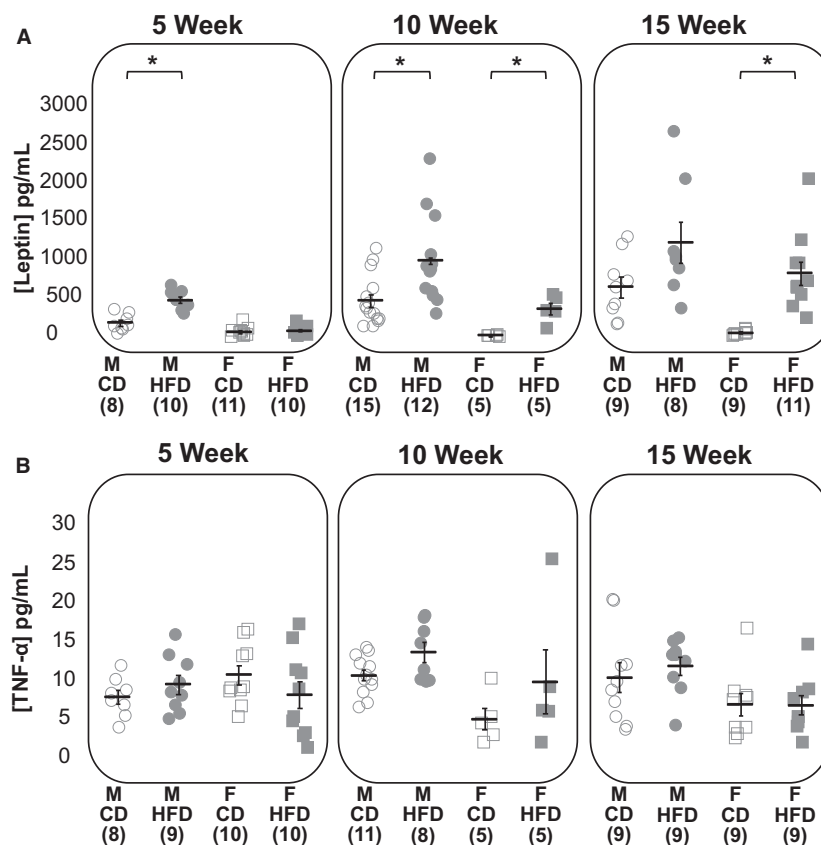 A
5 Week 10 Week 15 Week
* * * *
[Leptin] pg/mL
3000
2500
2000
1500
1000
500
0
M M F F M M F F M M F F
CD HFD CD HFD CD HFD CD HFD CD HFD CD HFD
(8) (10) (11) (10) (15) (12) (5) (5) (9) (8) (9) (11)
B
5 Week 10 Week 15 Week
[TNF-α] pg/mL
30
25
20
15
10
5
0
M M F F M M F F M M F F
CD HFD CD HFD CD HFD CD HFD CD HFD CD HFD
(8) (9) (10) (10) (11) (8) (5) (5) (9) (9) (9) (9)